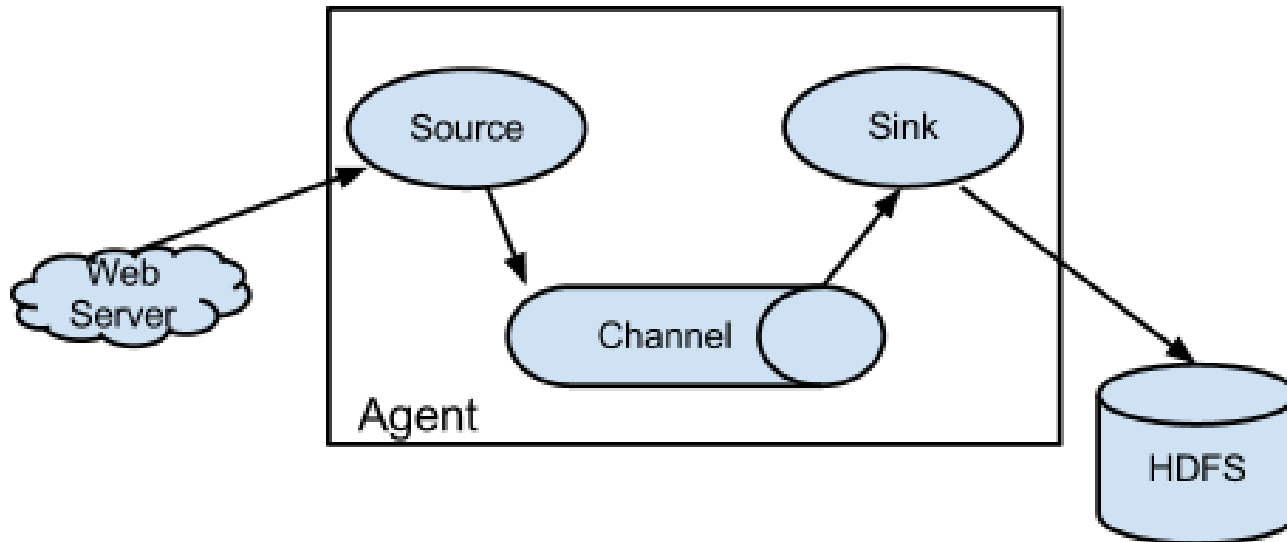 Source
Sink
Web
Server
Channel
Agent
HDFS